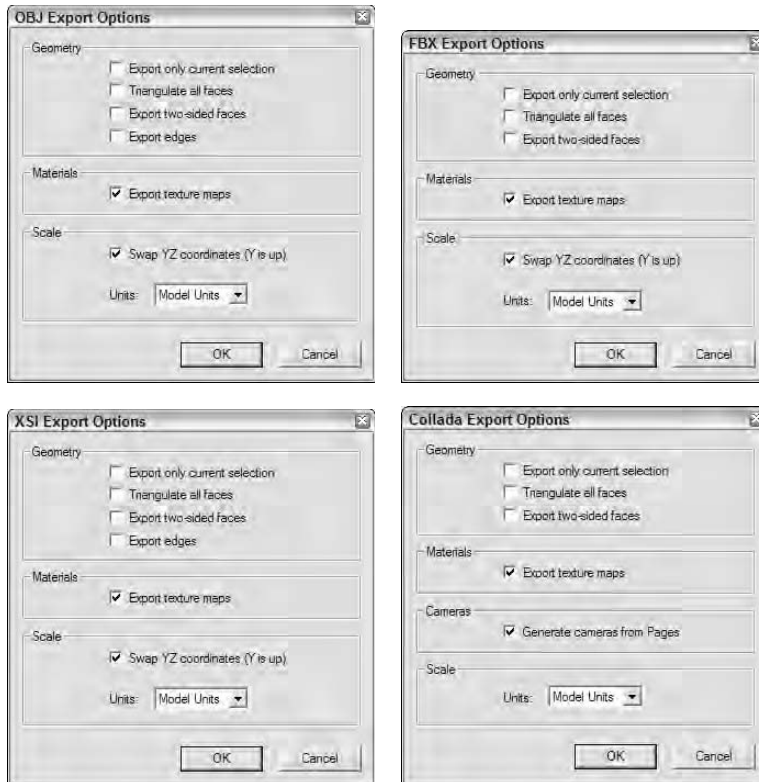 OBJ Export Options
Geometry
Export only current selection
Triangulate all faces
Export two-sided faces
Export edges
Materials
Export texture maps
Scale
Swap YZ coordinates (Y is up)
Units: Model Units
OK Cancel
FBX Export Options
Geometry
Export only current selection
Triangulate all faces
Export two-sided faces
Materials
Export texture maps
Scale
Swap YZ coordinates (Y is up)
Units: Model Units
OK Cancel
XSI Export Options
Geometry
Export only current selection
Triangulate all faces
Export two-sided faces
Export edges
Materials
Export texture maps
Scale
Swap YZ coordinates (Y is up)
Units: Model Units
OK Cancel
Collada Export Options
Geometry
Export only current selection
Triangulate all faces
Export two-sided faces
Materials
Export texture maps
Cameras
Generate cameras from Pages
Scale
Units: Model Units
OK Cancel